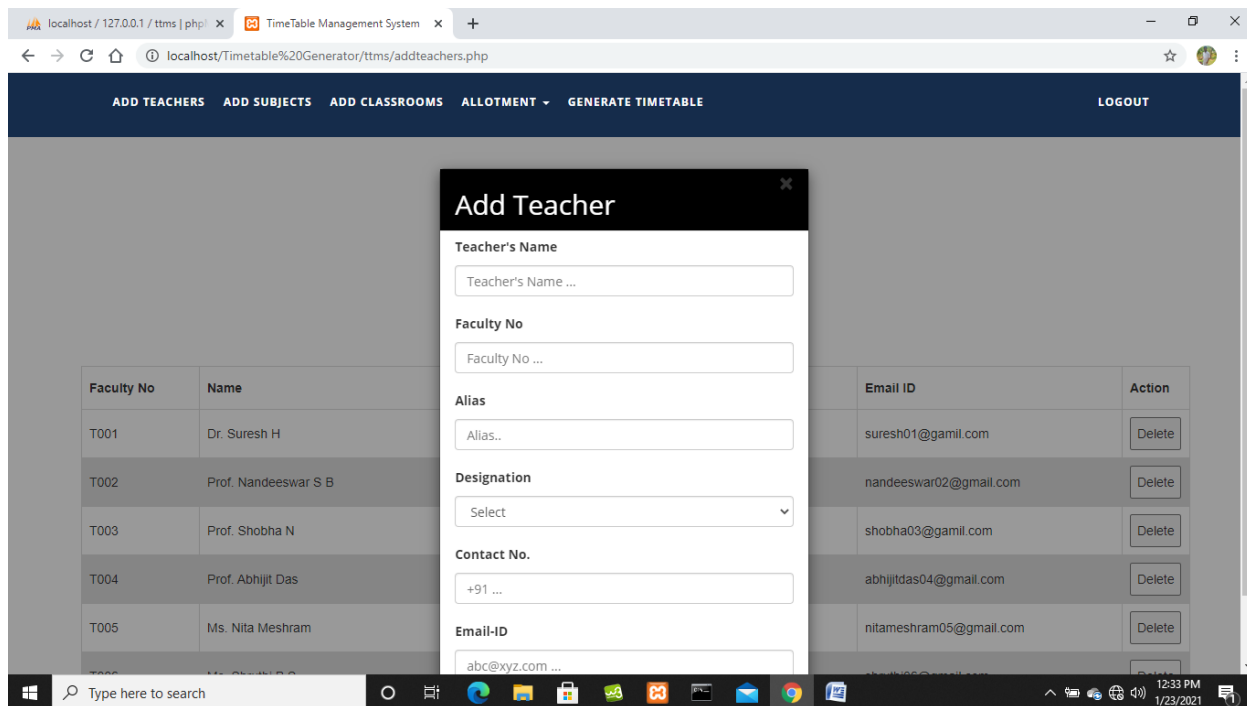 localhost / 127.0.0.1 / ttms | php
TimeTable Management System
localhost/Timetable%20Generator/ttms/addteachers.php
ADD TEACHERS ADD SUBJECTS ADD CLASSROOMS ALLOTMENT GENERATE TIMETABLE LOGOUT
Add Teacher
Teacher's Name
Teacher's Name ...
Faculty No
Faculty No ...
Alias
Alias..
Designation
Select
Contact No.
+91 ...
Email-ID
abc@xyz.com ...
Faculty No Name Email ID Action
T001 Dr. Suresh H suresh01@gamil.com Delete
T002 Prof. Nandeeswar S B nandeeswar02@gmail.com Delete
T003 Prof. Shobha N shobha03@gamil.com Delete
T004 Prof. Abhijit Das abhijitdas04@gmail.com Delete
T005 Ms. Nita Meshram nitameshram05@gmail.com Delete
Type here to search
12:33 PM
1/23/2021